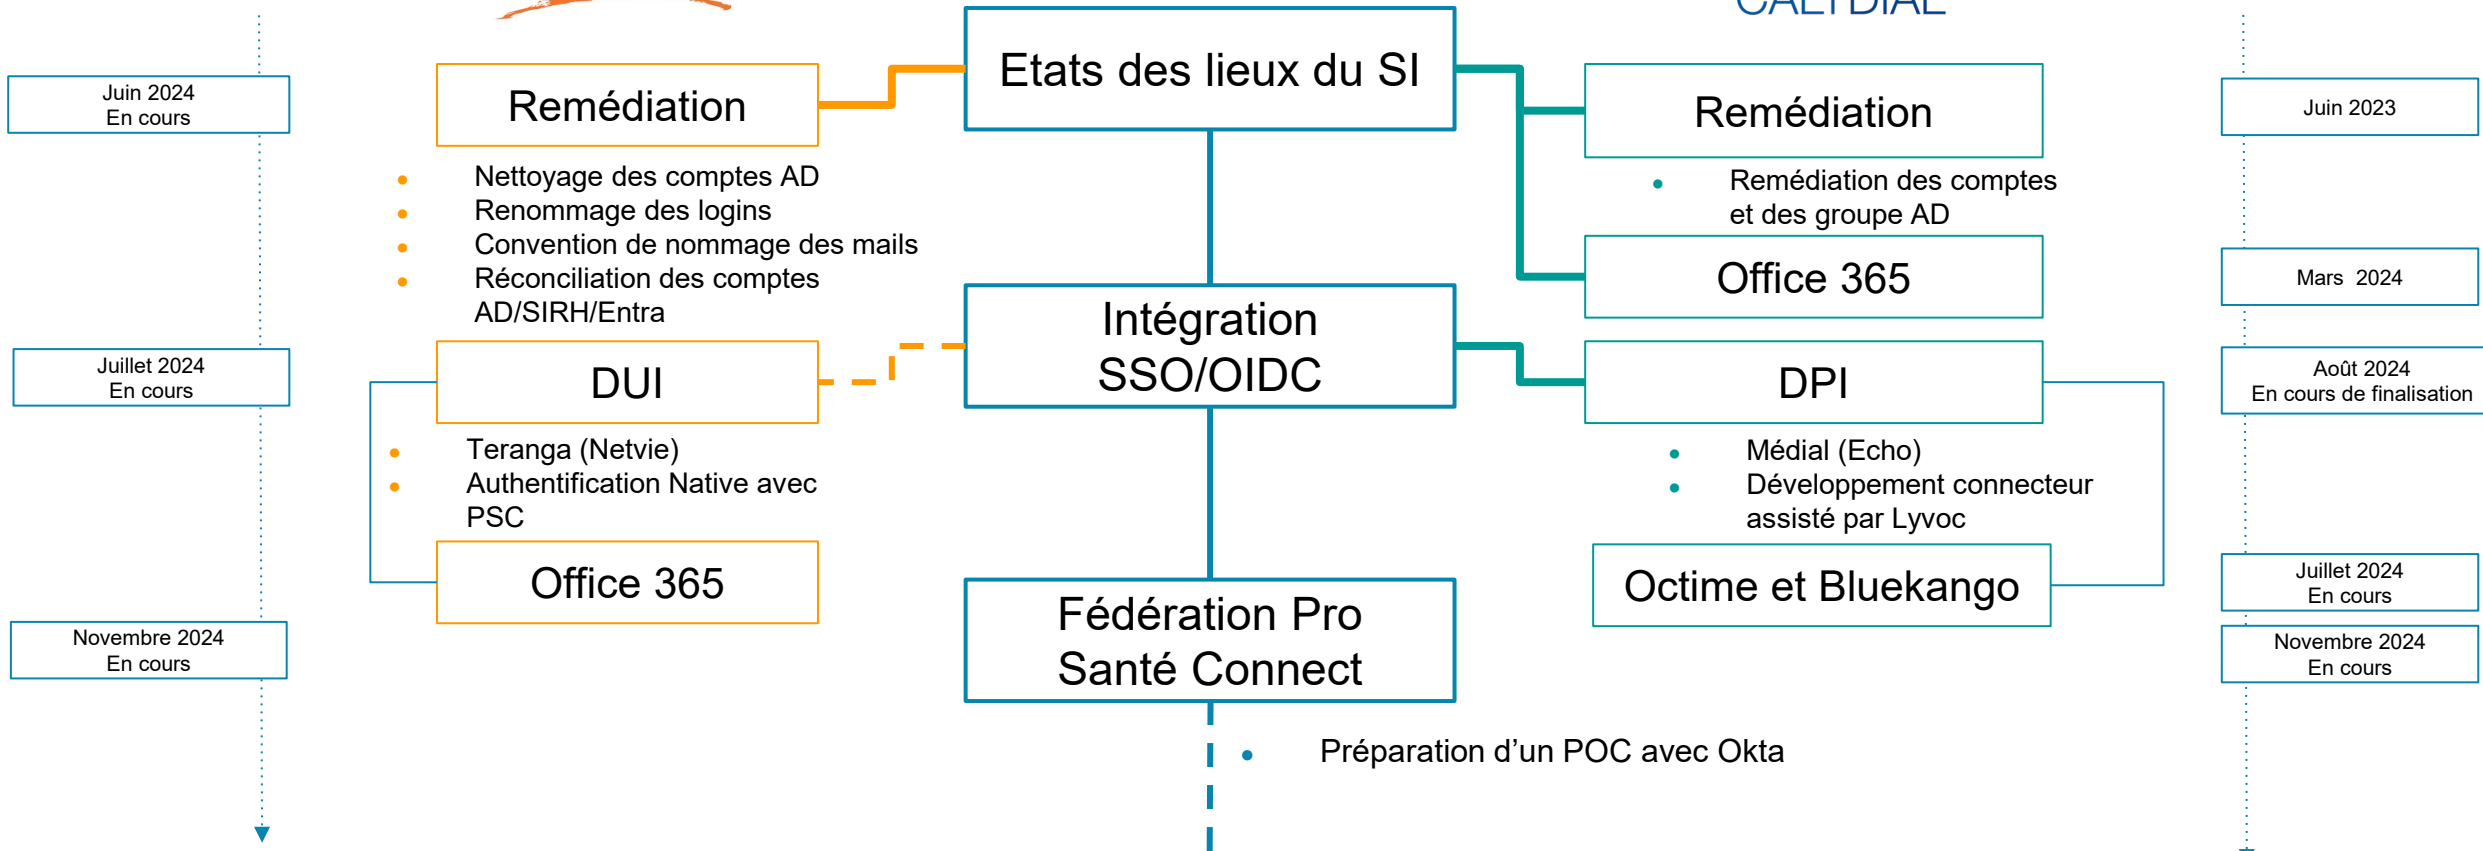 CALYDIAL
Etats des lieux du SI
Juin 2024
En cours
Remédiation
Nettoyage des comptes AD
Renommage des logins
Convention de nommage des mails
Réconciliation des comptes
AD/SIRH/Entra
Remédiation
Remédiation des comptes
et des groupe AD
Juin 2023
Office 365
Mars 2024
Intégration
SSO/OIDC
Juillet 2024
En cours
DUI
Teranga (Netvie)
Authentification Native avec
PSC
Office 365
DPI
Médial (Echo)
Développement connecteur
assisté par Lyvoc
Août 2024
En cours de finalisation
Octime et Bluekango
Juillet 2024
En cours
Fédération Pro
Santé Connect
Novembre 2024
En cours
Novembre 2024
En cours
Préparation d’un POC avec Okta